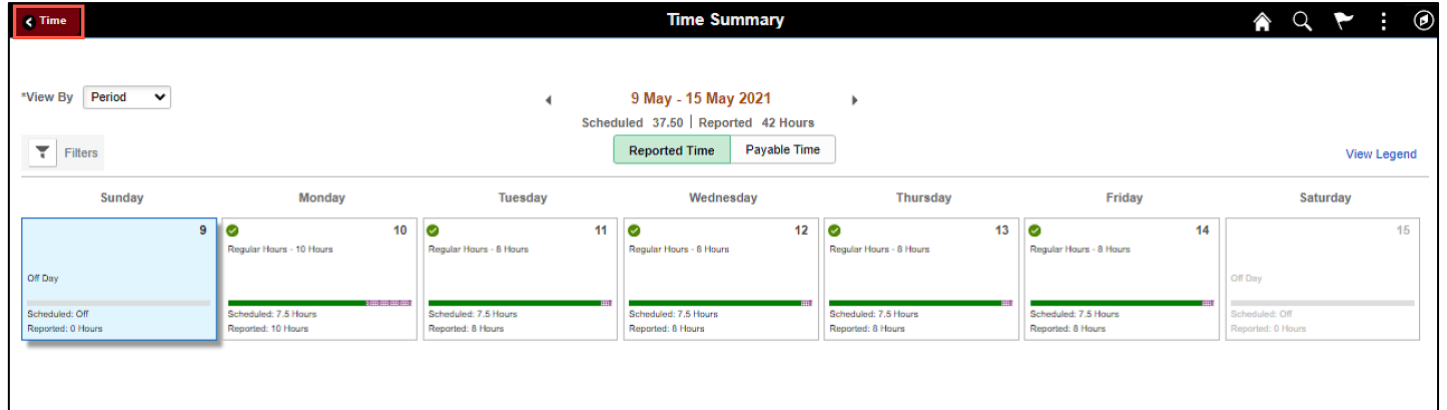 Time
Time Summary
*View By Period
9 May - 15 May 2021
Scheduled 37.50 | Reported 42 Hours
Filters
Reported Time Payable Time
View Legend
Sunday Monday Tuesday Wednesday Thursday Friday Saturday
9 10 11 12 13 14 15
Regular Hours - 10 Hours Regular Hours - 8 Hours Regular Hours - 8 Hours Regular Hours - 8 Hours Regular Hours - 8 Hours
Off Day Off Day
Scheduled: Off Scheduled: 7.5 Hours Scheduled: 7.5 Hours Scheduled: 7.5 Hours Scheduled: 7.5 Hours Scheduled: 7.5 Hours Scheduled: Off
Reported: 0 Hours Reported: 10 Hours Reported: 8 Hours Reported: 8 Hours Reported: 8 Hours Reported: 8 Hours Reported: 0 Hours